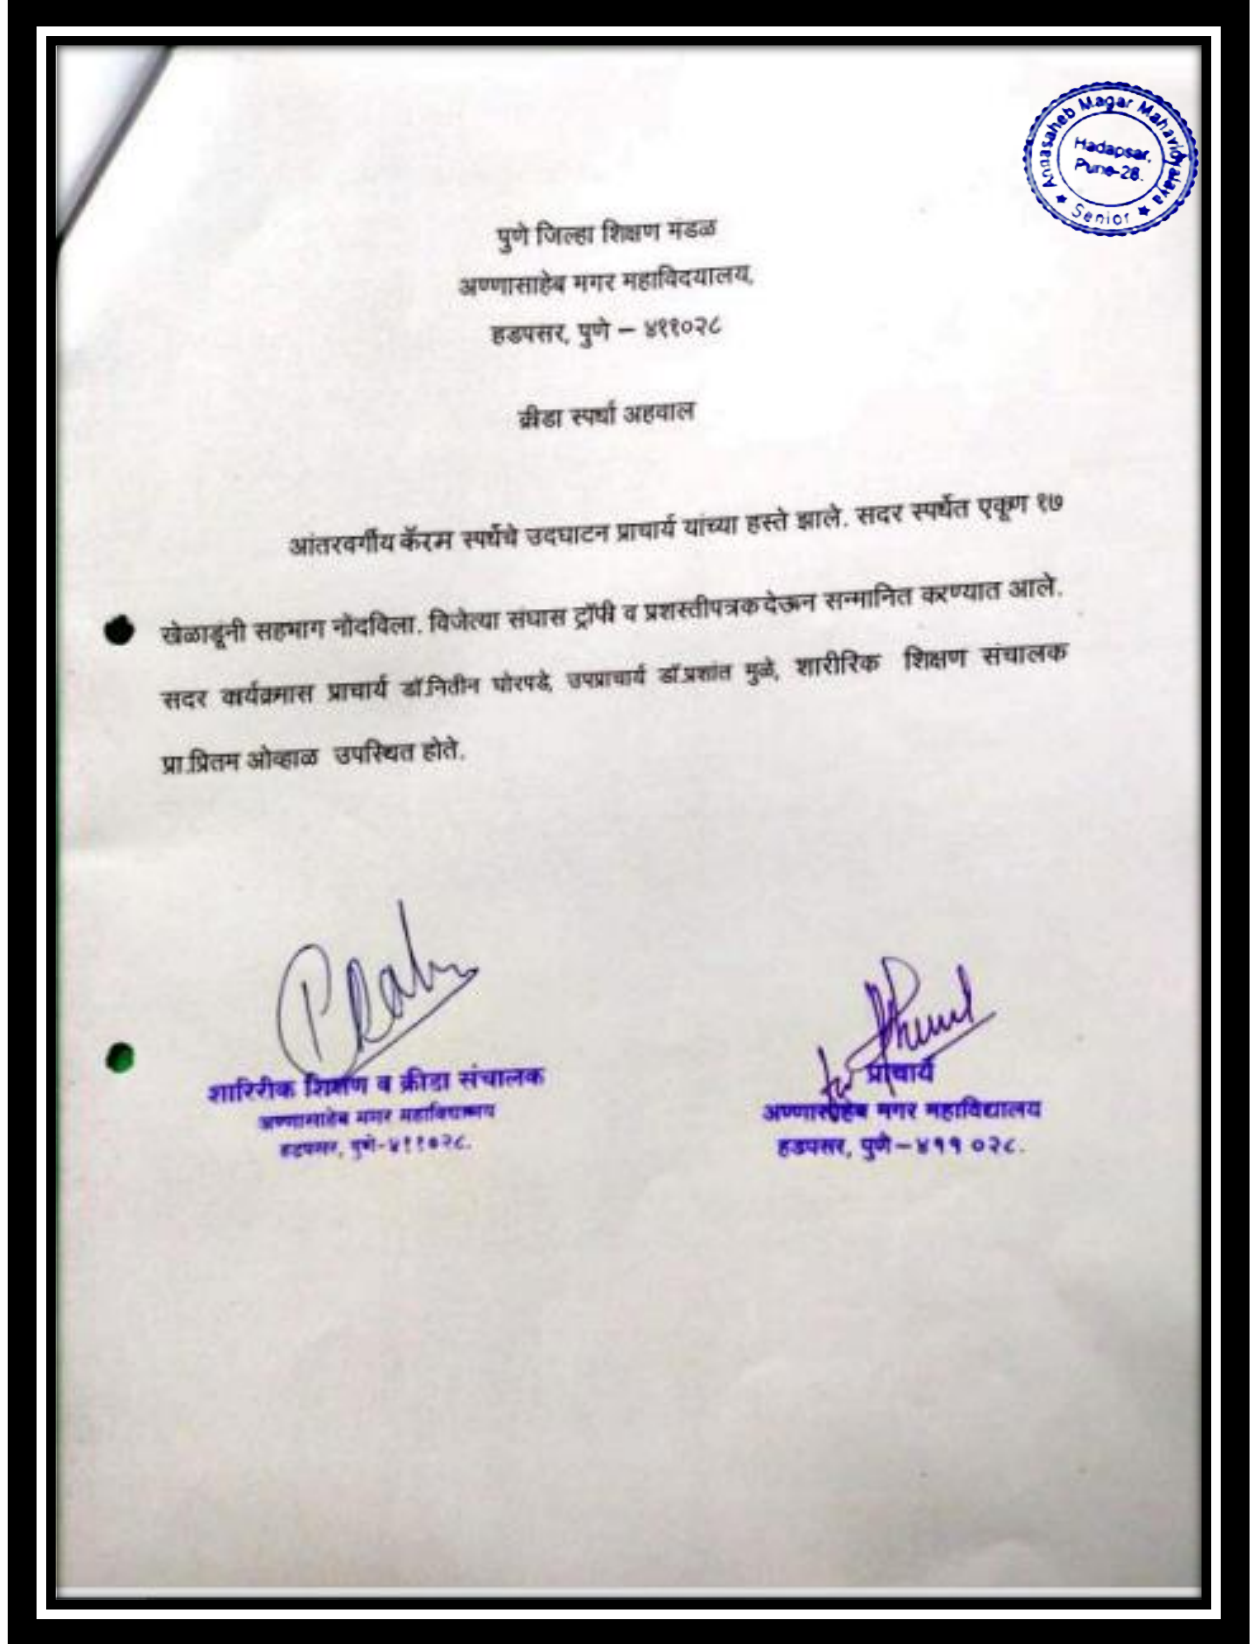 Annasaheb Magar Mahavidyalaya
Hadapsar,
Pune-28.
Senior
पुणे जिल्हा शिक्षण मंडळ
अण्णासाहेब मगर महाविदयालय,
हडपसर, पुणे – ४११०२८
क्रीडा स्पर्धा अहवाल
आंतरवर्गीय कॅरम स्पर्धेचे उदघाटन प्राचार्य यांच्या हस्ते झाले. सदर स्पर्धेत एकूण १७
खेळाडूनी सहभाग नोंदविला. विजेत्या संघास ट्रॉफी व प्रशस्तीपत्रक देऊन सन्मानित करण्यात आले.
सदर कार्यक्रमास प्राचार्य डॉ.नितीन घोरपडे, उपप्राचार्य डॉ.प्रशांत मुळे, शारीरिक शिक्षण संचालक
प्रा.प्रितम ओव्हाळ उपस्थित होते.
शारिरीक शिक्षण व क्रीडा संचालक
अण्णासाहेब मगर महाविद्यालय
हडपसर, पुणे-४११०२८.
for
प्राचार्य
अण्णासाहेब मगर महाविद्यालय
हडपसर, पुणे–४११ ०२८.